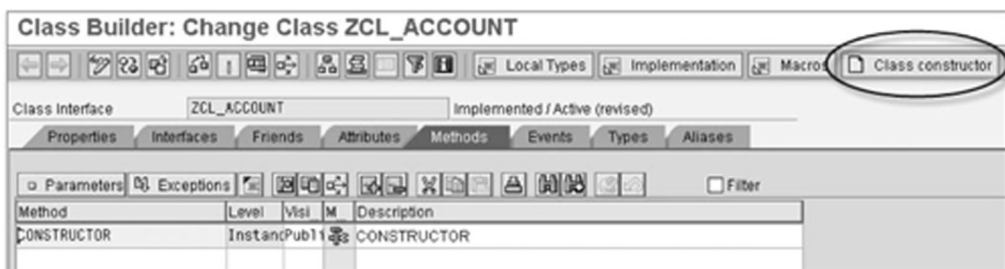 Class Builder: Change Class ZCL_ACCOUNT
Local Types Implementation Macros Class constructor
Class Interface ZCL_ACCOUNT Implemented / Active (revised)
Properties Interfaces Friends Attributes Methods Events Types Aliases
Parameters Exceptions Filter
Method Level Visi M Description
CONSTRUCTOR Instanc Publi CONSTRUCTOR